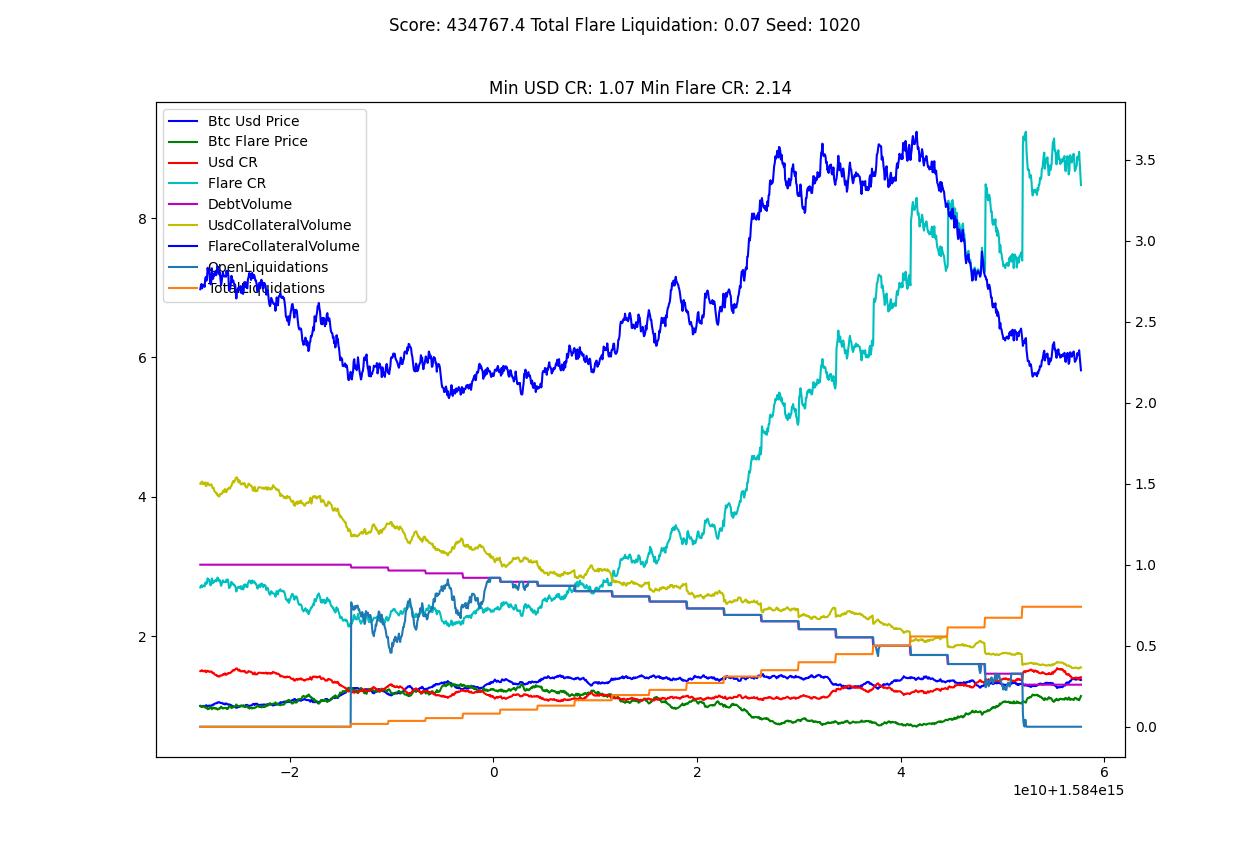 Score: 434767.4 Total Flare Liquidation: 0.07 Seed: 1020
Min USD CR: 1.07 Min Flare CR: 2.14
Btc Usd Price
Btc Flare Price
Usd CR
Flare CR
DebtVolume
UsdCollateralVolume
FlareCollateralVolume
OpenLiquidations
TotalLiquidations
8
6
4
2
3.5
3.0
2.5
2.0
1.5
1.0
0.5
0.0
−2 0 2 4 6
1e10+1.584e15